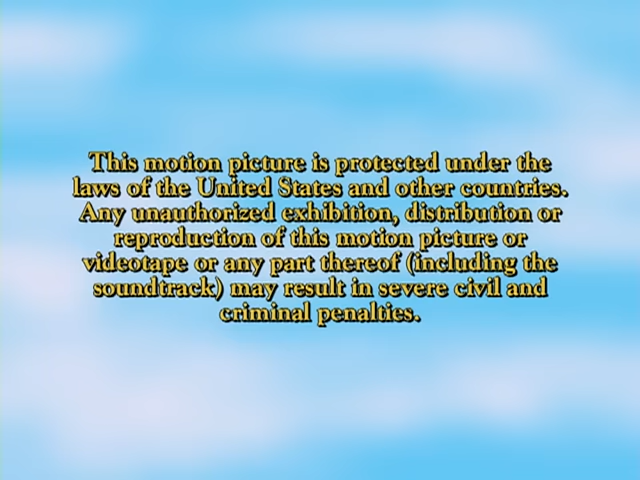 This motion picture is protected under the
laws of the United States and other countries.
Any unauthorized exhibition, distribution or
reproduction of this motion picture or
videotape or any part thereof (including the
soundtrack) may result in severe civil and
criminal penalties.